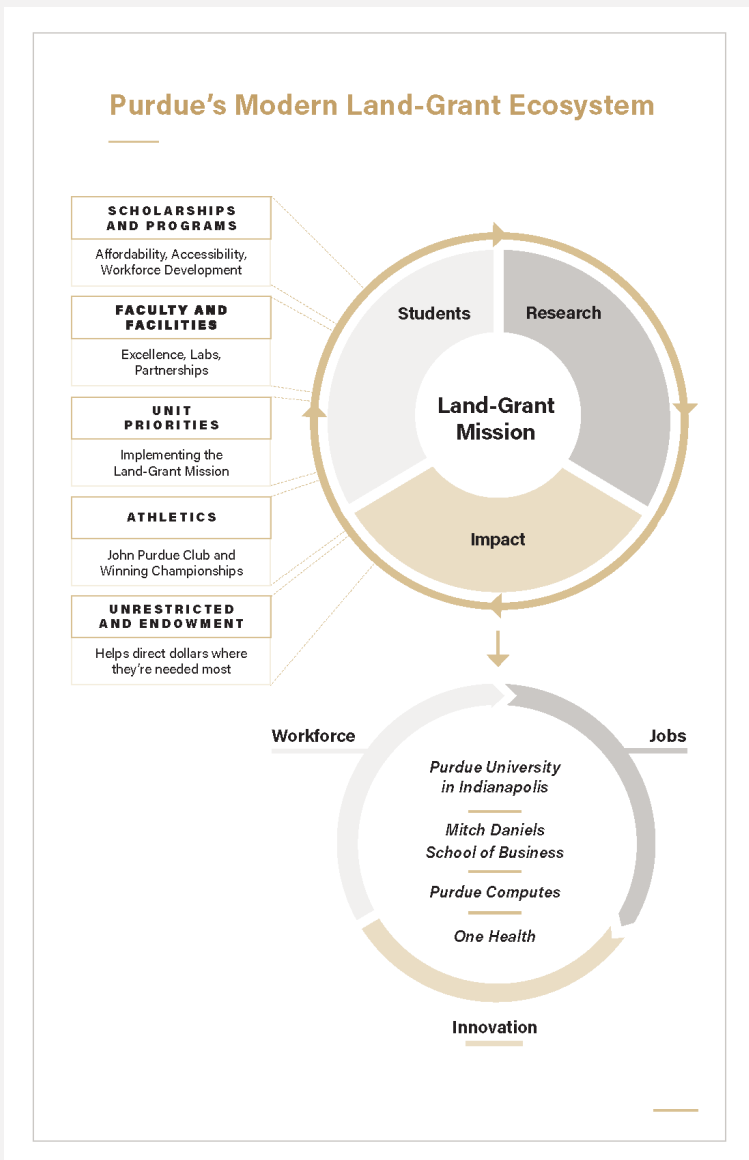 Purdue's Modern Land-Grant Ecosystem
SCHOLARSHIPS
AND PROGRAMS
Affordability, Accessibility,
Workforce Development
FACULTY AND
FACILITIES
Excellence, Labs,
Partnerships
UNIT
PRIORITIES
Implementing the
Land-Grant Mission
ATHLETICS
John Purdue Club and
Winning Championships
UNRESTRICTED
AND ENDOWMENT
Helps direct dollars where
they're needed most
Students
Research
Land-Grant
Mission
Impact
Workforce
Jobs
Purdue University
in Indianapolis
Mitch Daniels
School of Business
Purdue Computes
One Health
Innovation